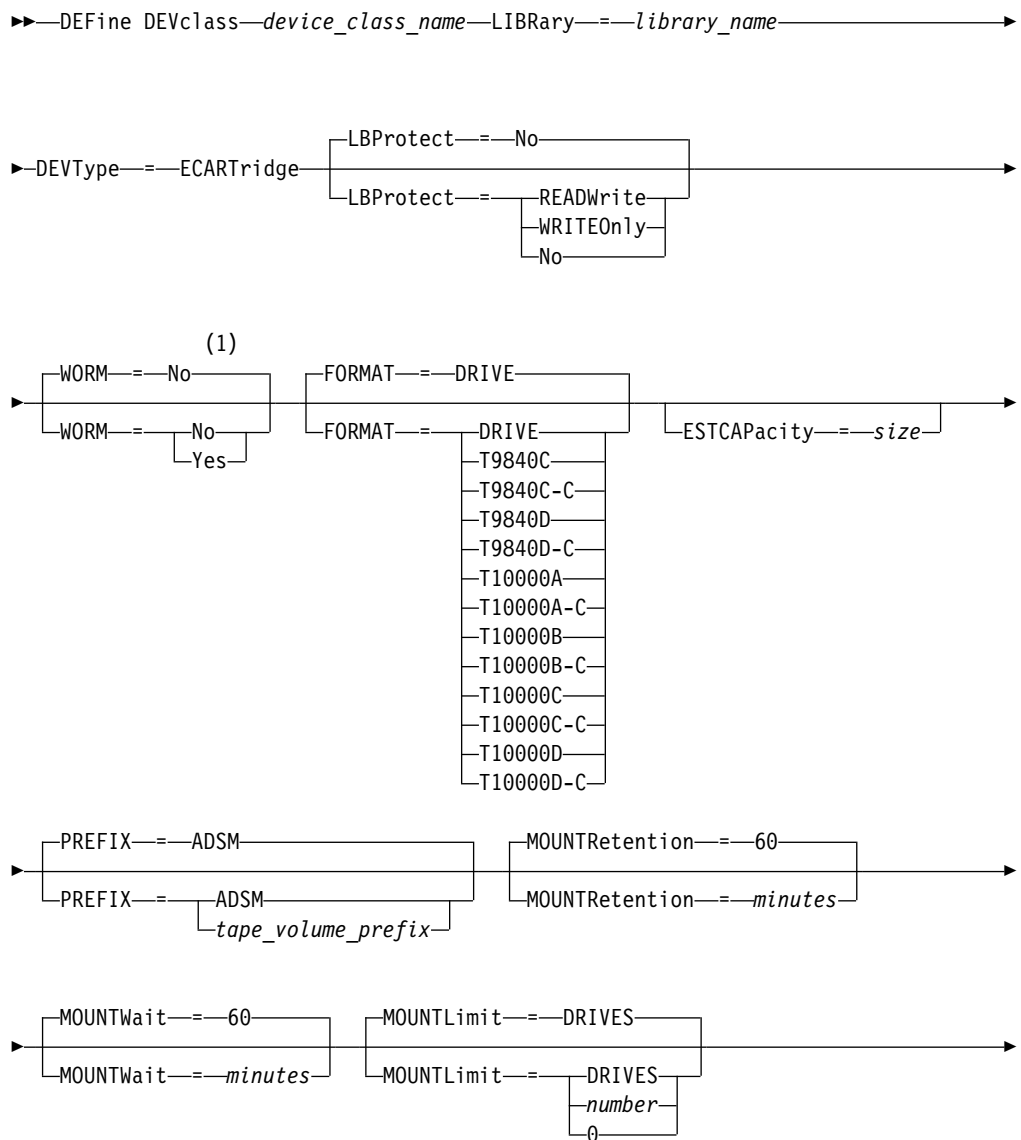 DEFine DEVclass device_class_name LIBRary = library_name
LBProtect = No
DEVType = ECARTridge
LBProtect = READWrite
WRITEOnly
No
(1)
WORM = No FORMAT = DRIVE
WORM = No FORMAT = DRIVE ESTCAPacity = size
Yes T9840C
T9840C-C
T9840D
T9840D-C
T10000A
T10000A-C
T10000B
T10000B-C
T10000C
T10000C-C
T10000D
T10000D-C
PREFIX = ADSM MOUNTRetention = 60
PREFIX = ADSM MOUNTRetention = minutes
tape_volume_prefix
MOUNTWait = 60 MOUNTLimit = DRIVES
MOUNTWait = minutes MOUNTLimit = DRIVES
number
0